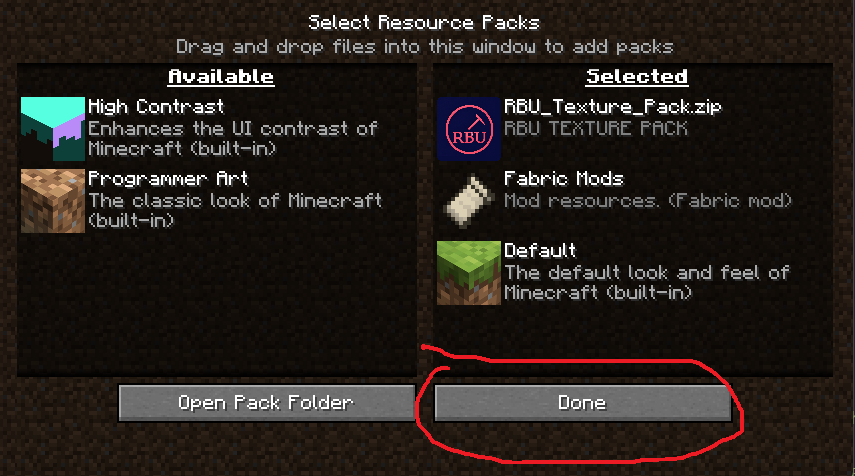 Select Resource Packs
Drag and drop files into this window to add packs
Available
High Contrast
Enhances the UI contrast of
Minecraft (built-in)
Programmer Art
The classic look of Minecraft
(built-in)
Selected
RBU
RBU_Texture_Pack.zip
RBU TEXTURE PACK
Fabric Mods
Mod resources. (Fabric mod)
Default
The default look and feel of
Minecraft (built-in)
Open Pack Folder
Done